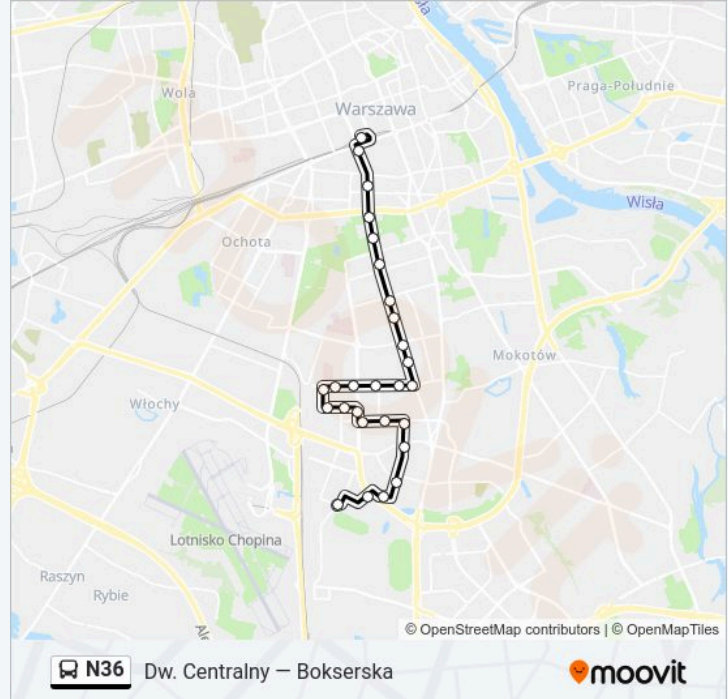 Wola
Praga-Południe
Warszawa
Wisła
Ochota
Mokotów
Włochy
Lotnisko Chopina
Raszyn
Rybie
© OpenStreetMap contributors | © OpenMapTiles
N36 Dw. Centralny — Bokserska moovit